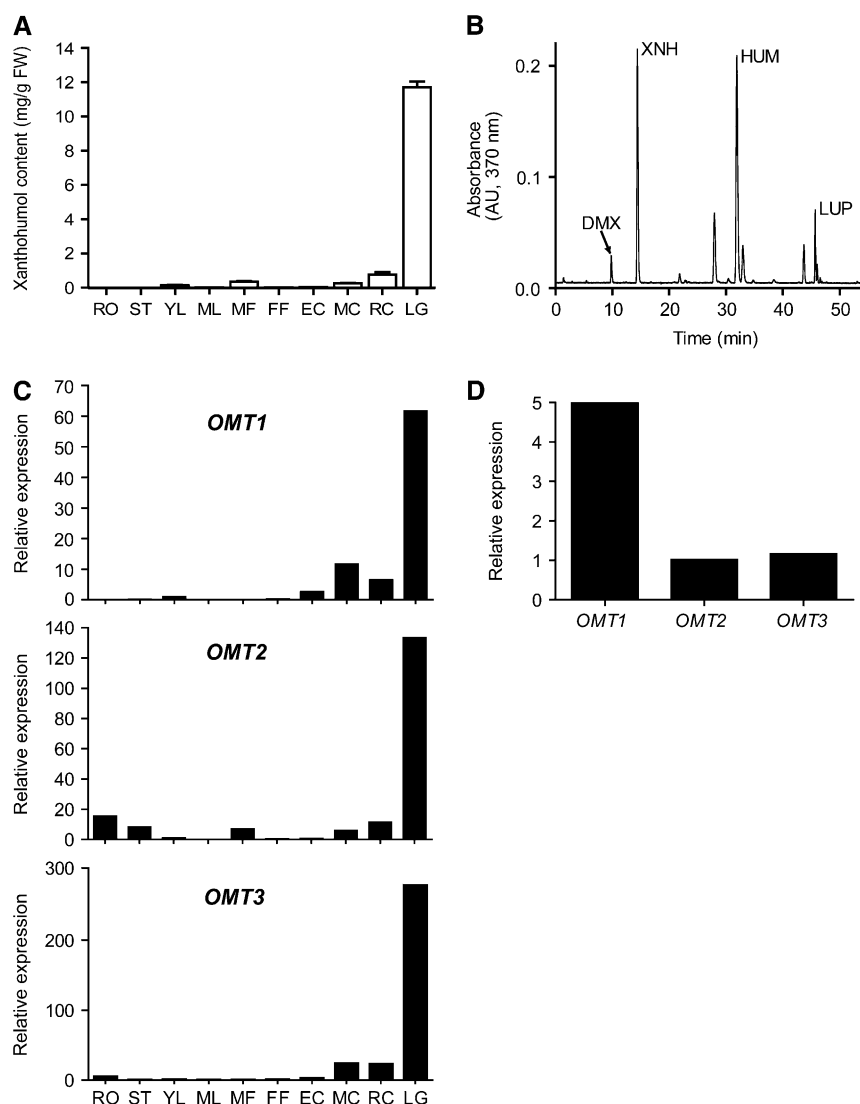 A
Xanthohumol content (mg/g FW)
14
12
10
8
6
4
2
0
RO ST YL ML MF FF EC MC RC LG
B
Absorbance
(AU, 370 nm)
0.2
0.1
0.0
XNH
HUM
DMX
LUP
0 10 20 30 40 50
Time (min)
C
OMT1
Relative expression
70
60
50
40
30
20
10
0
OMT2
Relative expression
140
120
100
80
60
40
20
0
OMT3
Relative expression
300
200
100
0
RO ST YL ML MF FF EC MC RC LG
D
Relative expression
5
4
3
2
1
0
OMT1 OMT2 OMT3